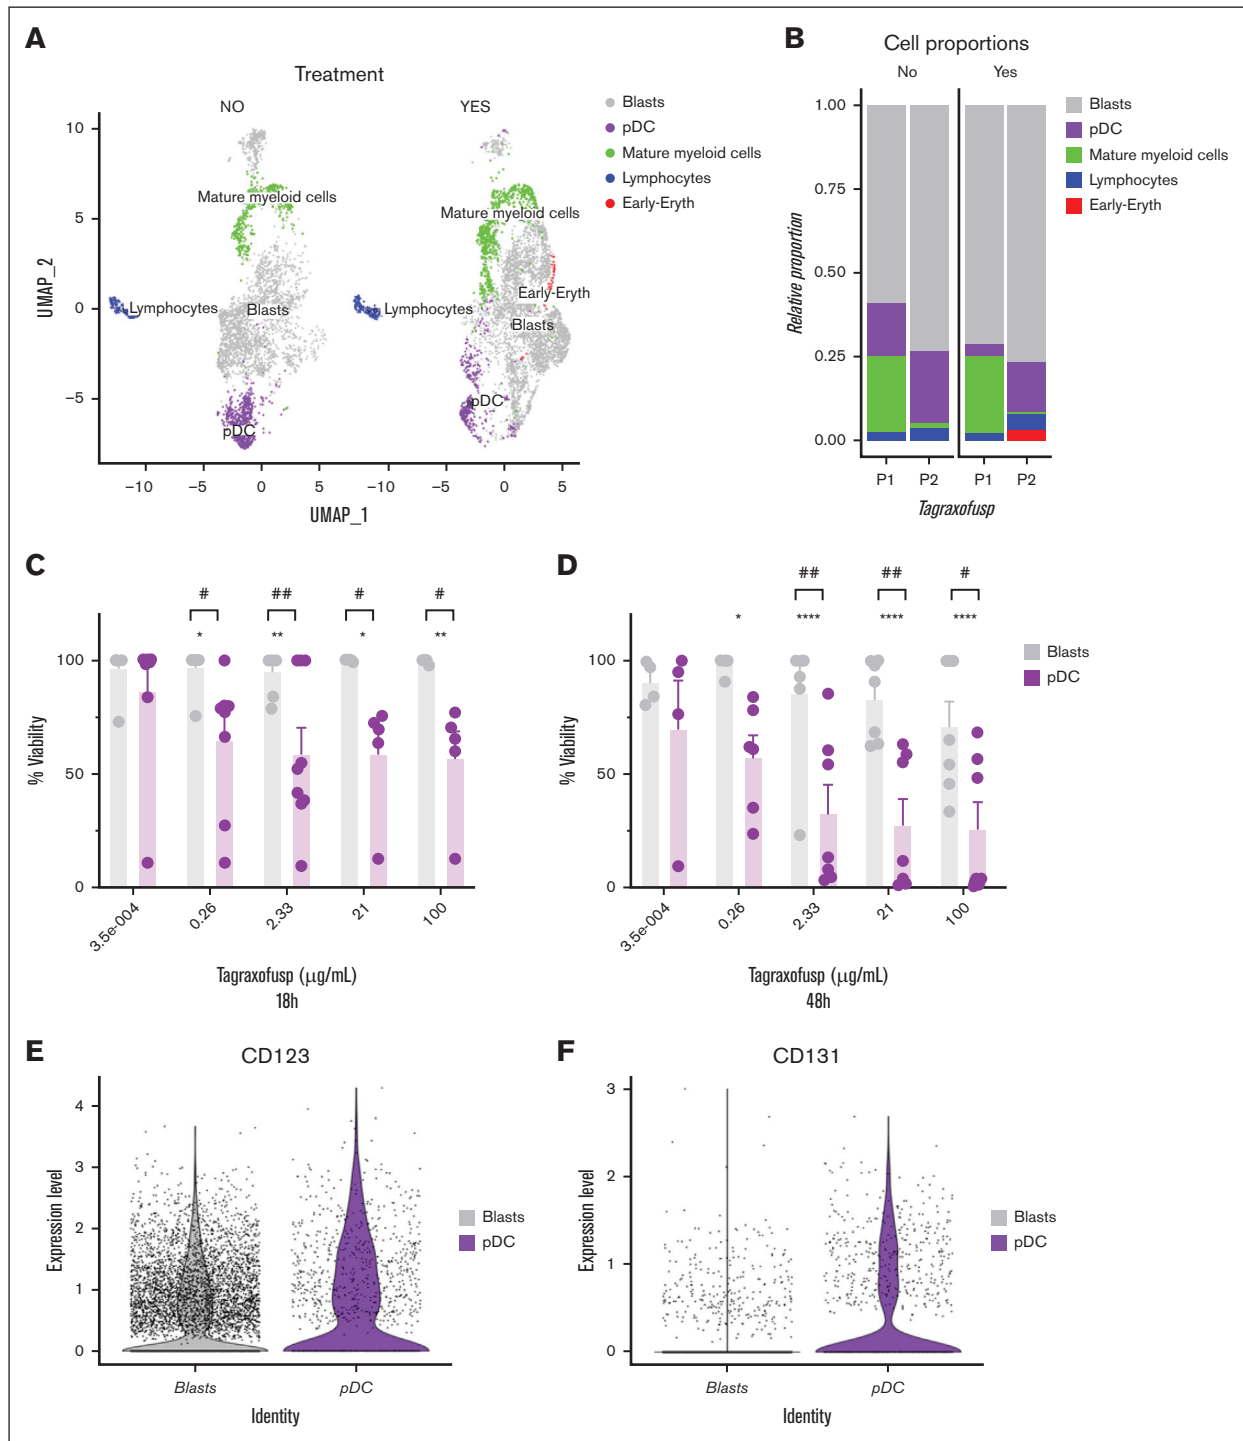 A
Treatment
NO
YES
Blasts
pDC
Mature myeloid cells
Lymphocytes
Early-Eryth
10
5
0
−5
UMAP_2
Mature myeloid cells
Lymphocytes
Blasts
pDC
Mature myeloid cells
Early-Eryth
Lymphocytes
Blasts
pDC
−10 −5 0 5 −10 −5 0 5
UMAP_1
B
Cell proportions
No Yes
1.00
0.75
0.50
0.25
0.00
Relative proportion
Blasts
pDC
Mature myeloid cells
Lymphocytes
Early-Eryth
P1 P2 P1 P2
Tagraxofusp
C
# ## # #
* ** * **
100
50
0
% Viability
3.5e-004 0.26 2.33 21 100
Tagraxofusp (μg/mL)
18h
D
## ## #
* **** **** ****
100
50
0
% Viability
Blasts
pDC
3.5e-004 0.26 2.33 21 100
Tagraxofusp (μg/mL)
48h
E
CD123
4
3
2
1
0
Expression level
Blasts
pDC
Blasts pDC
Identity
F
CD131
3
2
1
0
Expression level
Blasts
pDC
Blasts pDC
Identity